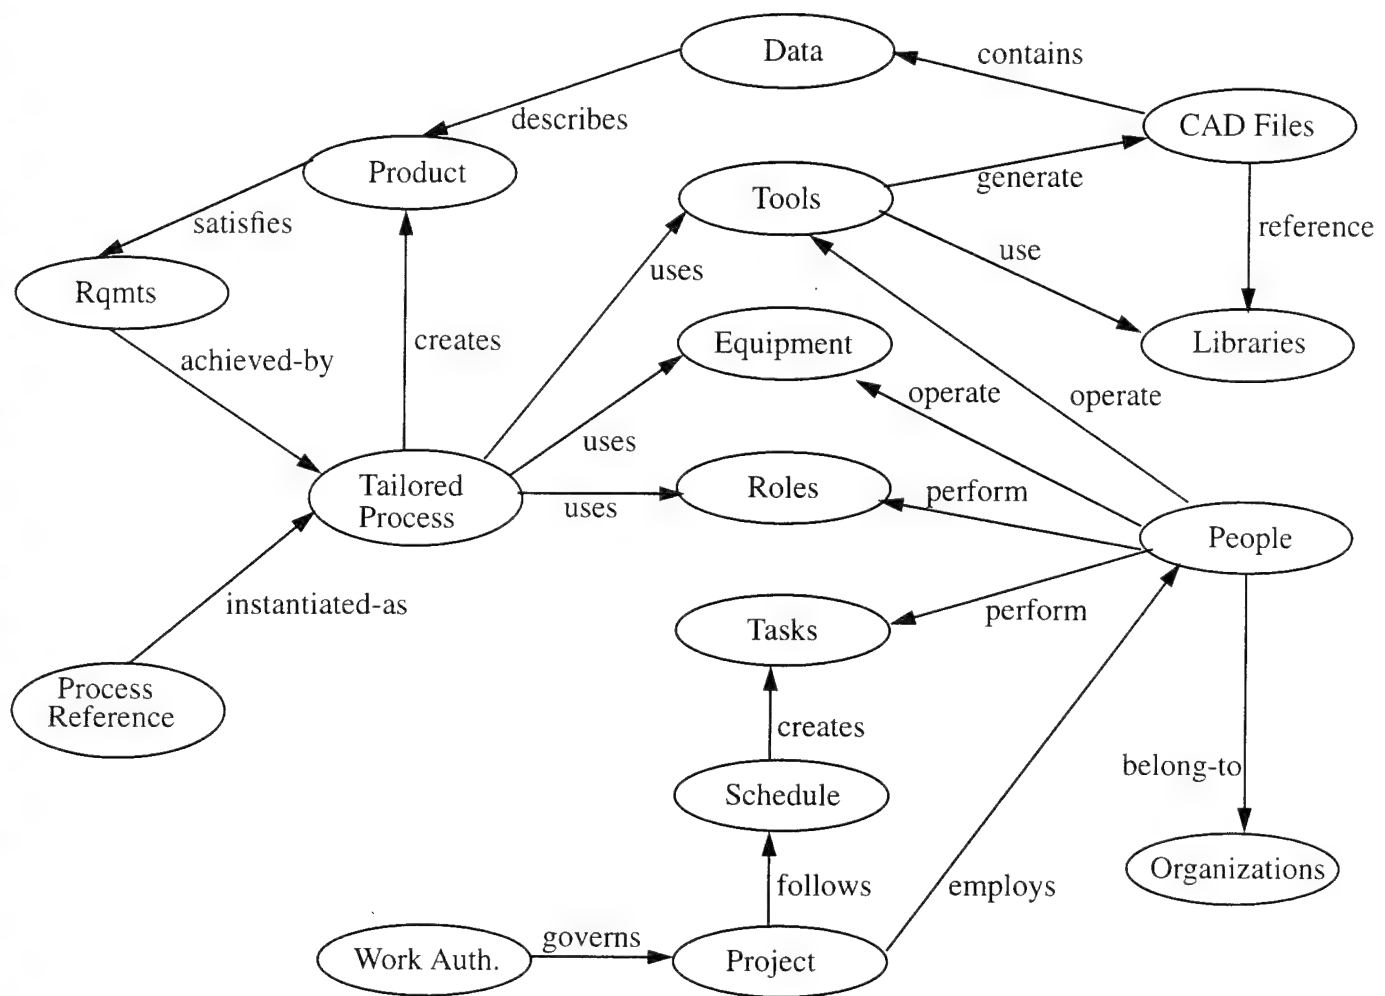 Data
contains
CAD Files
describes
Product
Tools
generate
satisfies
reference
use
uses
Rqmts
Equipment
Libraries
creates
achieved-by
operate
operate
uses
Tailored
Process
Roles
perform
uses
People
instantiated-as
Tasks
perform
Process
Reference
creates
belong-to
Schedule
Organizations
follows
employs
governs
Work Auth.
Project